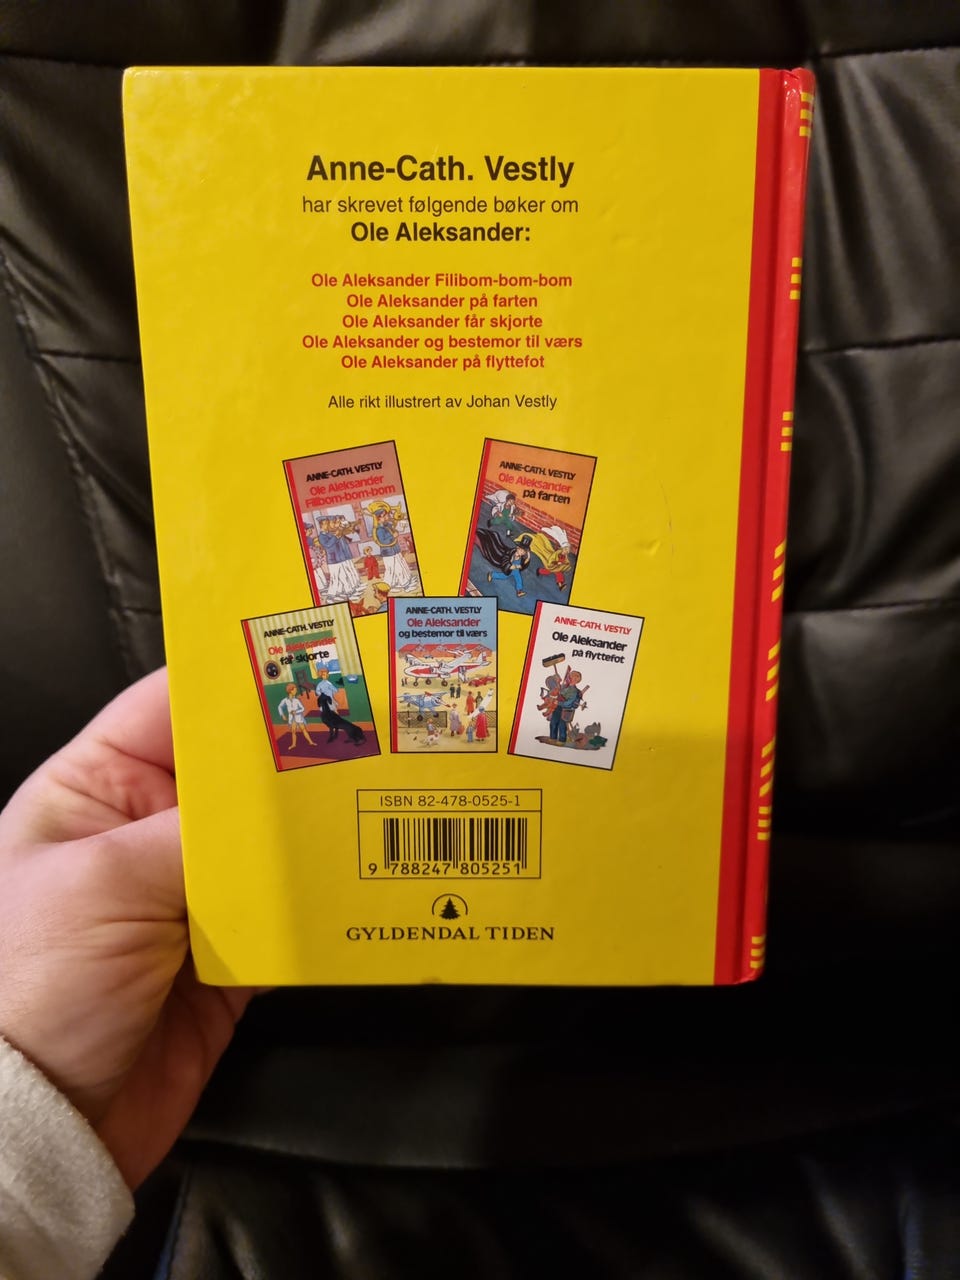 Anne-Cath. Vestly
har skrevet følgende bøker om
Ole Aleksander:
Ole Aleksander Filibom-bom-bom
Ole Aleksander på farten
Ole Aleksander får skjorte
Ole Aleksander og bestemor til værs
Ole Aleksander på flyttefot
Alle rikt illustrert av Johan Vestly
ANNE-CATH. VESTLY
Ole Aleksander
Filibom-bom-bom
ANNE-CATH. VESTLY
Ole Aleksander
på farten
ANNE-CATH. VESTLY
Ole Aleksander
får skjorte
ANNE-CATH. VESTLY
Ole Aleksander
og bestemor til værs
ANNE-CATH. VESTLY
Ole Aleksander
på flyttefot
ISBN 82-478-0525-1
9 788247 805251
GYLDENDAL TIDEN